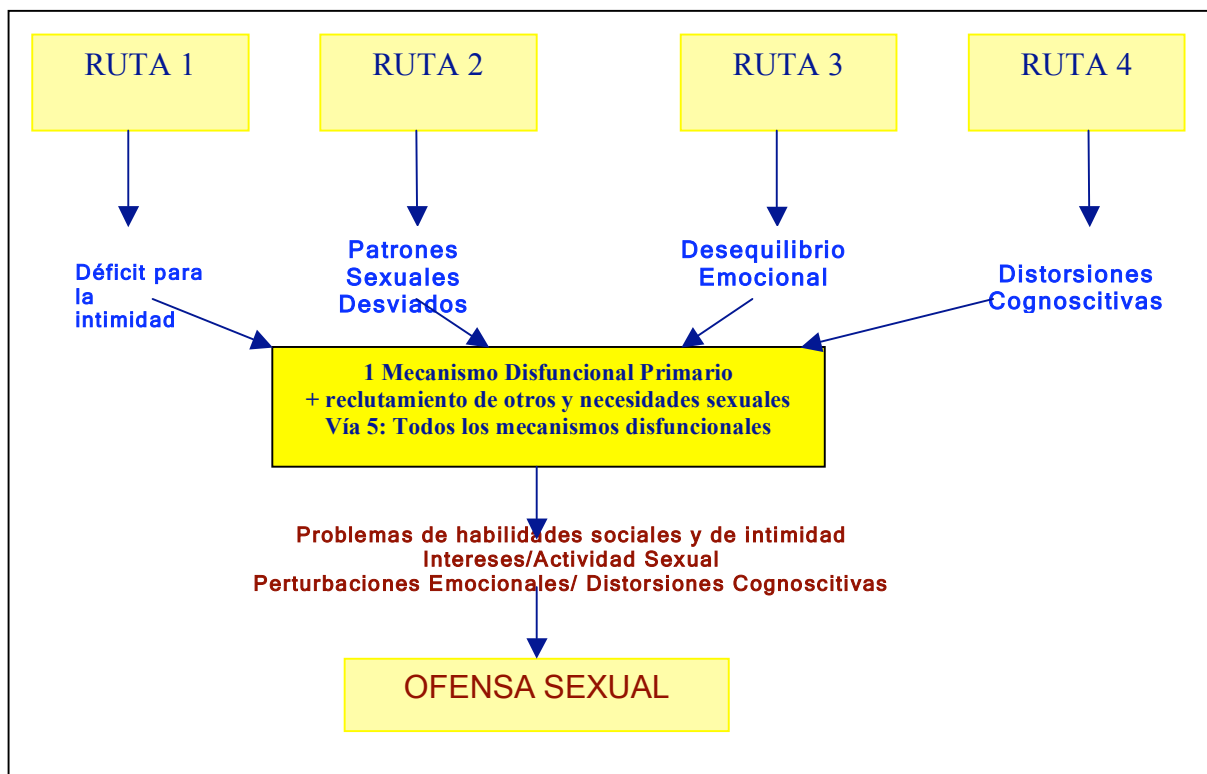 RUTA 1
RUTA 2
RUTA 3
RUTA 4
Déficit para
la
intimidad
Patrones
Sexuales
Desviados
Desequilibrio
Emocional
Distorsiones
Cognoscitivas
1 Mecanismo Disfuncional Primario
+ reclutamiento de otros y necesidades sexuales
Vía 5: Todos los mecanismos disfuncionales
Problemas de habilidades sociales y de intimidad
Intereses/Actividad Sexual
Perturbaciones Emocionales/ Distorsiones Cognoscitivas
OFENSA SEXUAL